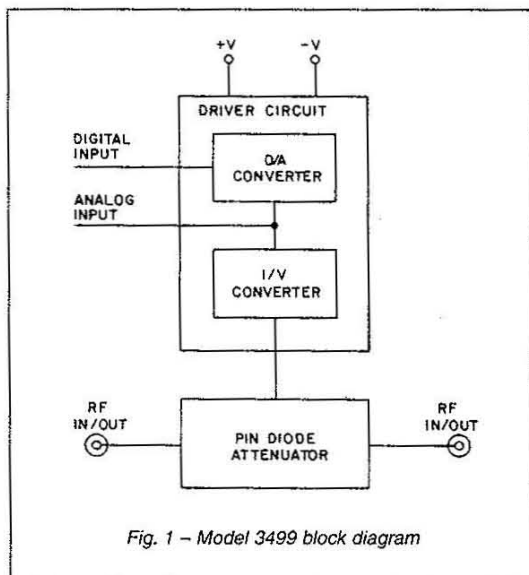 +V
-V
DRIVER CIRCUIT
DIGITAL
INPUT
D/A
CONVERTER
ANALOG
INPUT
I/V
CONVERTER
RF
IN/OUT
PIN DIODE
ATTENUATOR
RF
IN/OUT
Fig. 1 – Model 3499 block diagram